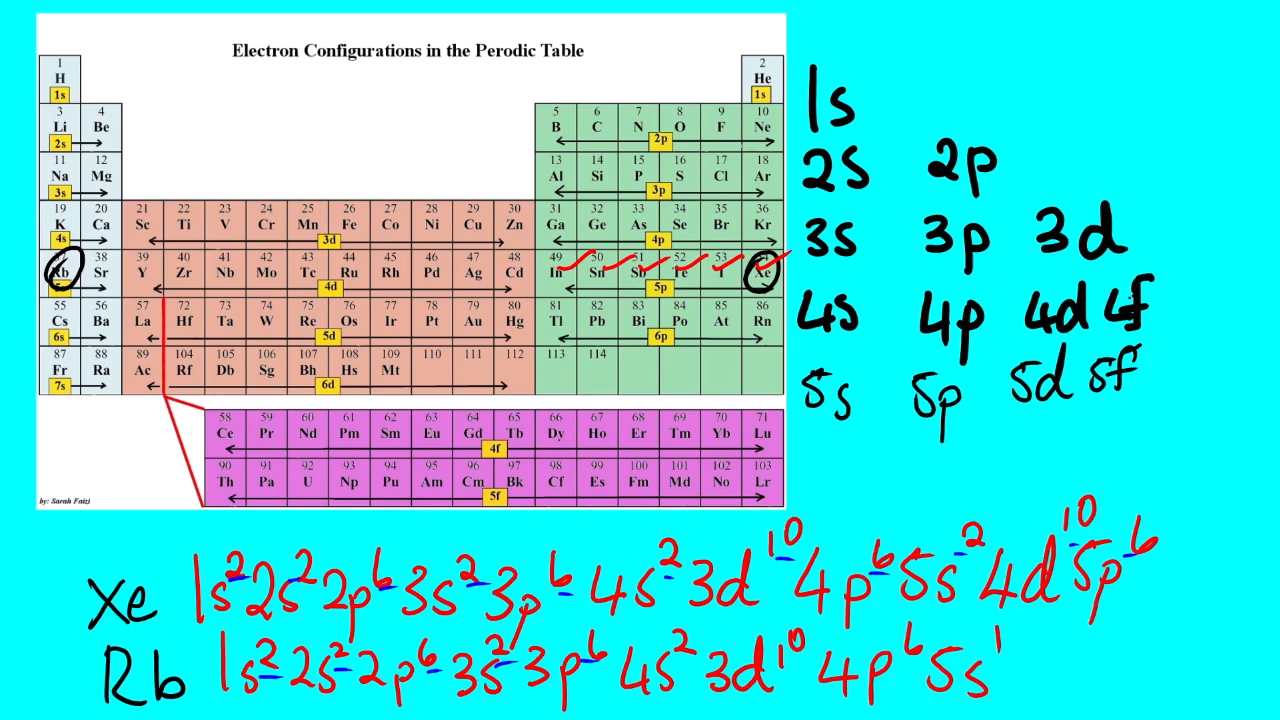 Electron Configurations in the Perodic Table
1 2
H He
1s 1s
3 4 5 6 7 8 9 10
Li Be B C N O F Ne
2s 2p
11 12 13 14 15 16 17 18
Na Mg Al Si P S Cl Ar
3s 3p
19 20 21 22 23 24 25 26 27 28 29 30 31 32 33 34 35 36
K Ca Sc Ti V Cr Mn Fe Co Ni Cu Zn Ga Ge As Se Br Kr
4s 3d 4p
38 39 40 41 42 43 44 45 46 47 48 49 50 51 52 53
Rb Sr Y Zr Nb Mo Tc Ru Rh Pd Ag Cd In Sn Sb Te I Xe
4d 5p
55 56 57 72 73 74 75 76 77 78 79 80 81 82 83 84 85 86
Cs Ba La Hf Ta W Re Os Ir Pt Au Hg Tl Pb Bi Po At Rn
6s 5d 6p
87 88 89 104 105 106 107 108 109 110 111 112 113 114
Fr Ra Ac Rf Db Sg Bh Hs Mt
7s 6d
58 59 60 61 62 63 64 65 66 67 68 69 70 71
Ce Pr Nd Pm Sm Eu Gd Tb Dy Ho Er Tm Yb Lu
4f
90 91 92 93 94 95 96 97 98 99 100 101 102 103
Th Pa U Np Pu Am Cm Bk Cf Es Fm Md No Lr
5f
by: Sarah Faizi
1s
2s 2p
3s 3p 3d
4s 4p 4d 4f
5s 5p 5d 5f
Xe 1s²2s²2p⁶3s²3p⁶4s²3d¹⁰4p⁶5s²4d¹⁰5p⁶
Rb 1s²2s²2p⁶3s²3p⁶4s²3d¹⁰4p⁶5s¹